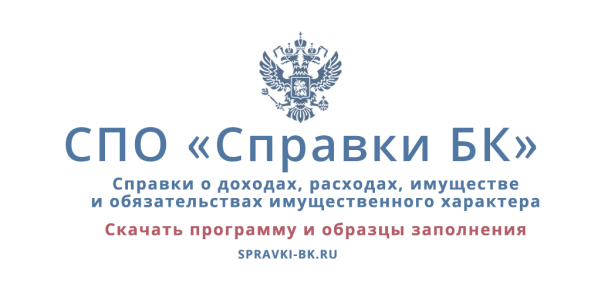 СПО «Справки БК»
Справки о доходах, расходах, имуществе
и обязательствах имущественного характера
Скачать программу и образцы заполнения
SPRAVKI-BK.RU